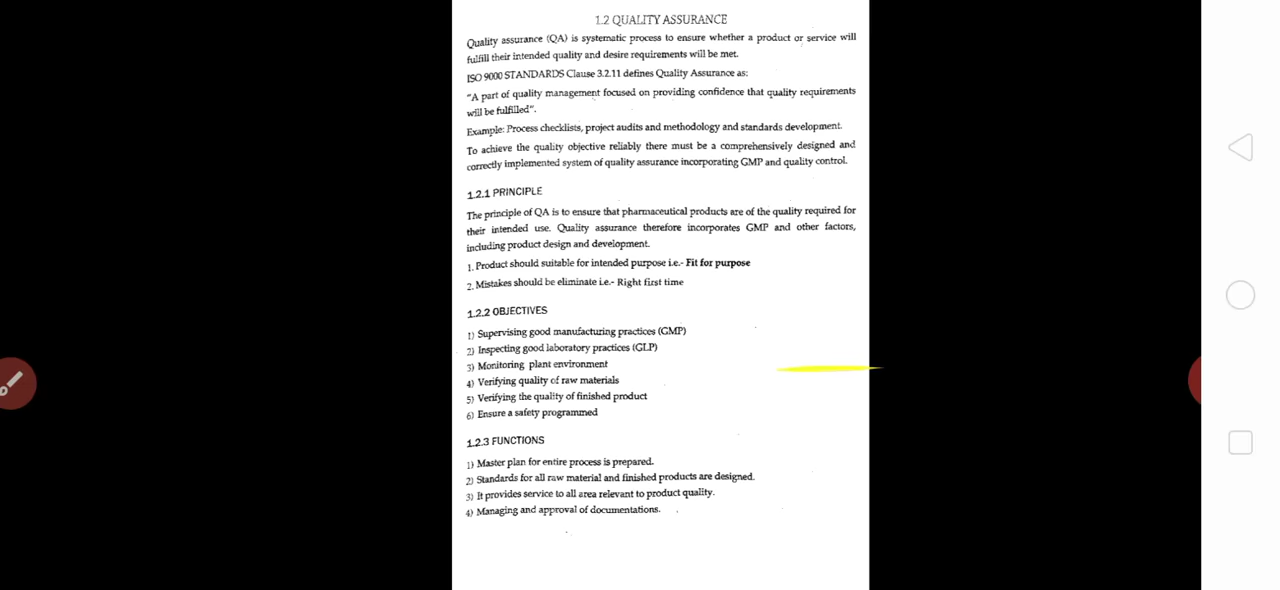 1.2 QUALITY ASSURANCE
Quality assurance (QA) is systematic process to ensure whether a product or service will
fulfill their intended quality and desire requirements will be met.
ISO 9000 STANDARDS Clause 3.2.11 defines Quality Assurance as:
"A part of quality management focused on providing confidence that quality requirements
will be fulfilled".
Example: Process checklists, project audits and methodology and standards development.
To achieve the quality objective reliably there must be a comprehensively designed and
correctly implemented system of quality assurance incorporating GMP and quality control.
1.2.1 PRINCIPLE
The principle of QA is to ensure that pharmaceutical products are of the quality required for
their intended use. Quality assurance therefore incorporates GMP and other factors,
including product design and development.
1. Product should suitable for intended purpose i.e.- Fit for purpose
2. Mistakes should be eliminate i.e.- Right first time
1.2.2 OBJECTIVES
1) Supervising good manufacturing practices (GMP)
2) Inspecting good laboratory practices (GLP)
3) Monitoring plant environment
4) Verifying quality of raw materials
5) Verifying the quality of finished product
6) Ensure a safety programmed
1.2.3 FUNCTIONS
1) Master plan for entire process is prepared.
2) Standards for all raw material and finished products are designed.
3) It provides service to all area relevant to product quality.
4) Managing and approval of documentations.